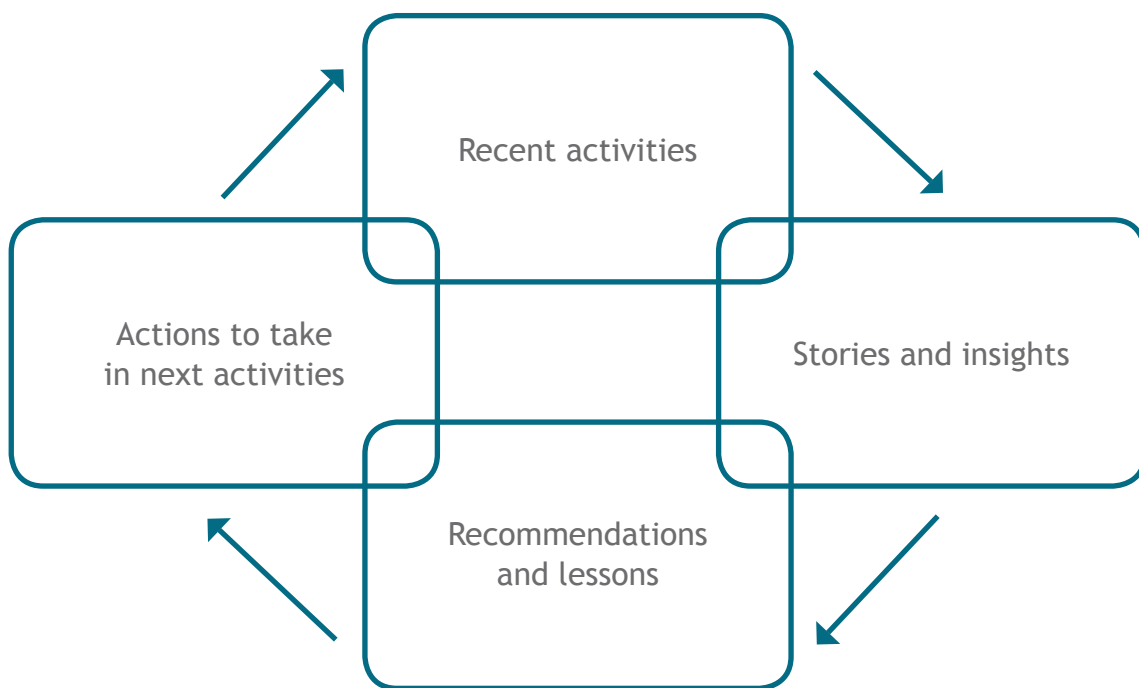 Recent activities
Actions to take
in next activities
Stories and insights
Recommendations
and lessons